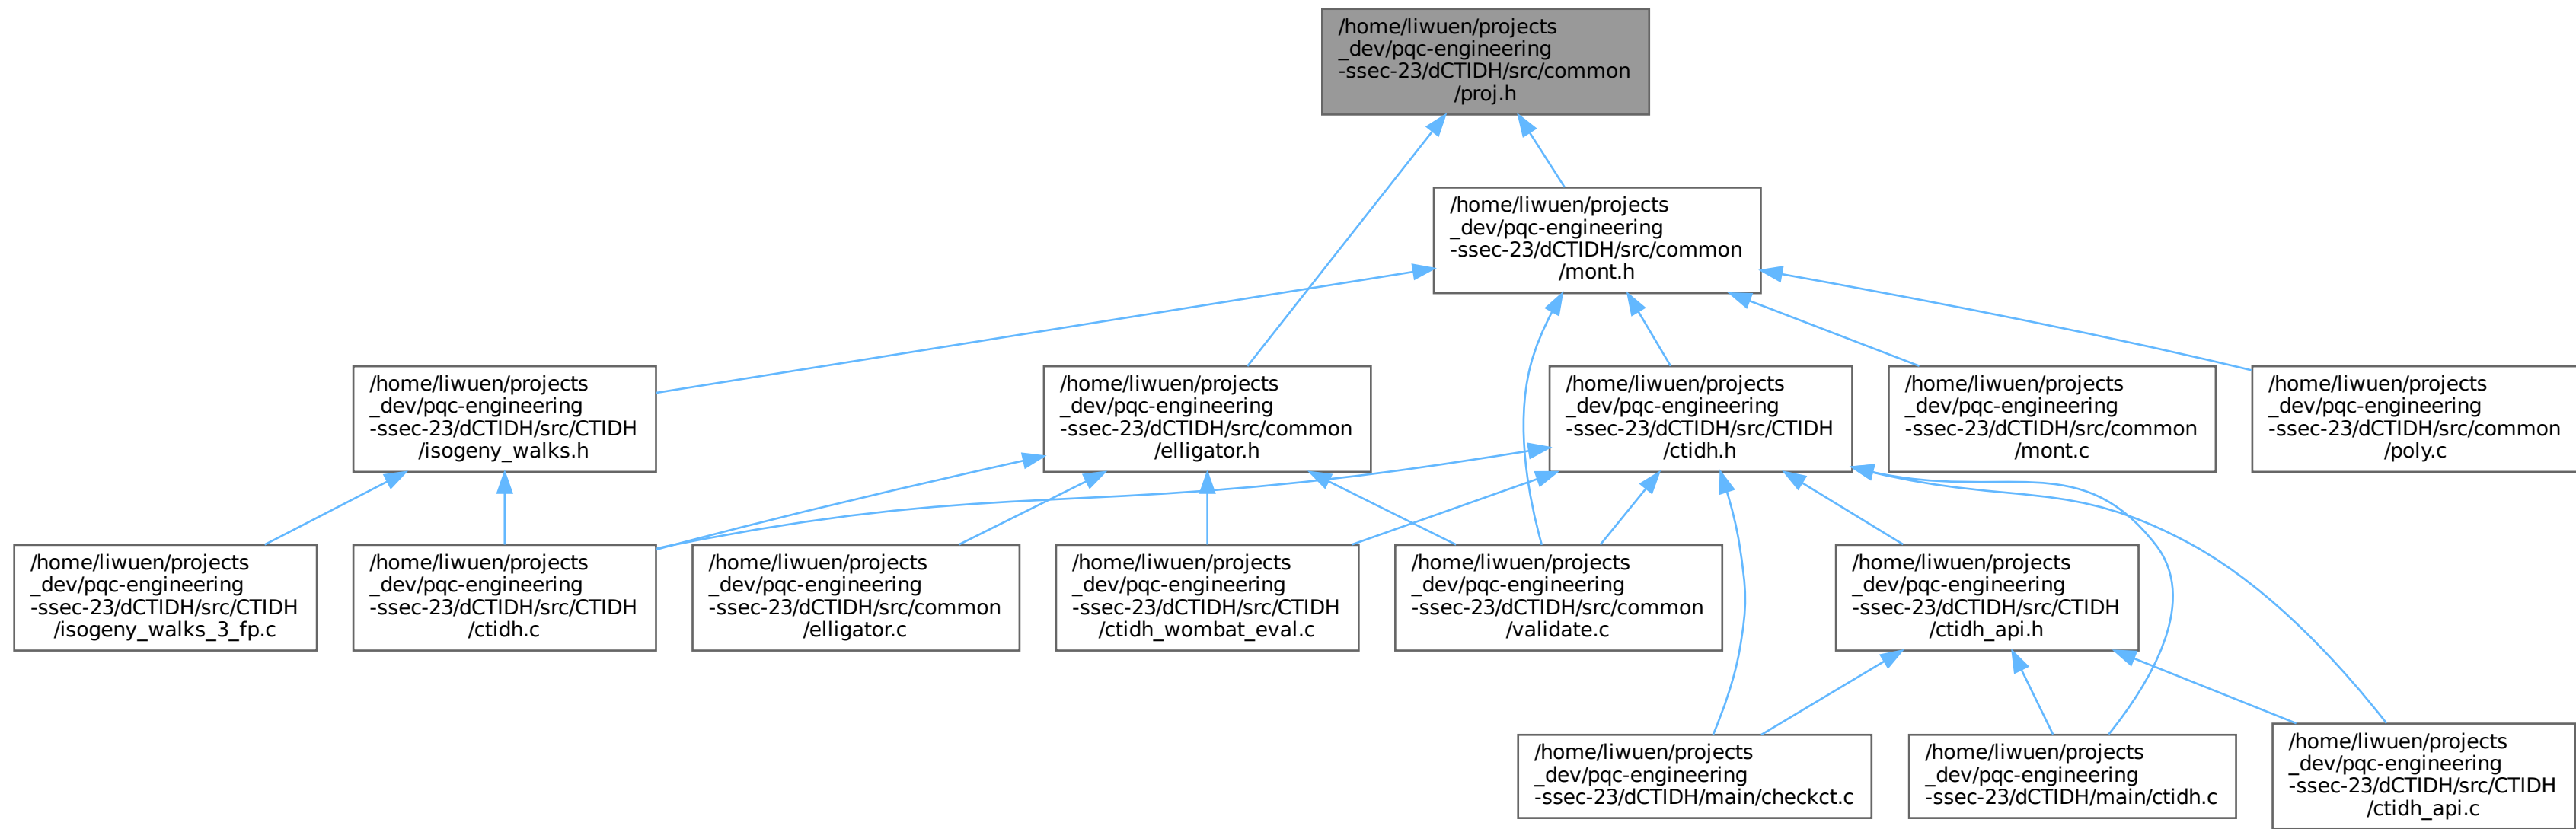 /home/liwuen/projects
_dev/pqc-engineering
-ssec-23/dCTIDH/src/common
/proj.h
/home/liwuen/projects
_dev/pqc-engineering
-ssec-23/dCTIDH/src/common
/mont.h
/home/liwuen/projects
_dev/pqc-engineering
-ssec-23/dCTIDH/src/CTIDH
/isogeny_walks.h
/home/liwuen/projects
_dev/pqc-engineering
-ssec-23/dCTIDH/src/common
/elligator.h
/home/liwuen/projects
_dev/pqc-engineering
-ssec-23/dCTIDH/src/CTIDH
/ctidh.h
/home/liwuen/projects
_dev/pqc-engineering
-ssec-23/dCTIDH/src/common
/mont.c
/home/liwuen/projects
_dev/pqc-engineering
-ssec-23/dCTIDH/src/common
/poly.c
/home/liwuen/projects
_dev/pqc-engineering
-ssec-23/dCTIDH/src/CTIDH
/isogeny_walks_3_fp.c
/home/liwuen/projects
_dev/pqc-engineering
-ssec-23/dCTIDH/src/CTIDH
/ctidh.c
/home/liwuen/projects
_dev/pqc-engineering
-ssec-23/dCTIDH/src/common
/elligator.c
/home/liwuen/projects
_dev/pqc-engineering
-ssec-23/dCTIDH/src/CTIDH
/ctidh_wombat_eval.c
/home/liwuen/projects
_dev/pqc-engineering
-ssec-23/dCTIDH/src/common
/validate.c
/home/liwuen/projects
_dev/pqc-engineering
-ssec-23/dCTIDH/src/CTIDH
/ctidh_api.h
/home/liwuen/projects
_dev/pqc-engineering
-ssec-23/dCTIDH/main/checkct.c
/home/liwuen/projects
_dev/pqc-engineering
-ssec-23/dCTIDH/main/ctidh.c
/home/liwuen/projects
_dev/pqc-engineering
-ssec-23/dCTIDH/src/CTIDH
/ctidh_api.c